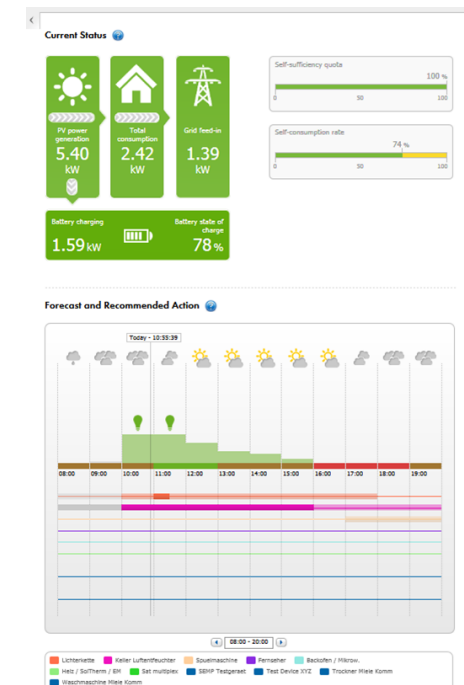 Current Status
Self-sufficiency quota
100 %
0 50 100
PV power generation
5.40 kW
Total consumption
2.42 kW
Grid feed-in
1.39 kW
Self-consumption rate
74 %
0 50 100
Battery charging
1.59 kW
Battery state of charge
78 %
Forecast and Recommended Action
Today - 10:55:39
08:00 09:00 10:00 11:00 12:00 13:00 14:00 15:00 16:00 17:00 18:00 19:00
08:00 - 20:00
Lichterkette Keller Luftentfeuchter Spuelmaschine Fernseher Backofen / Mikrow.
Heiz / SolTherm / EM Sat multiplex SEMP Testgeraet Test Device XYZ Trockner Miele Komm
Waschmaschine Miele Komm